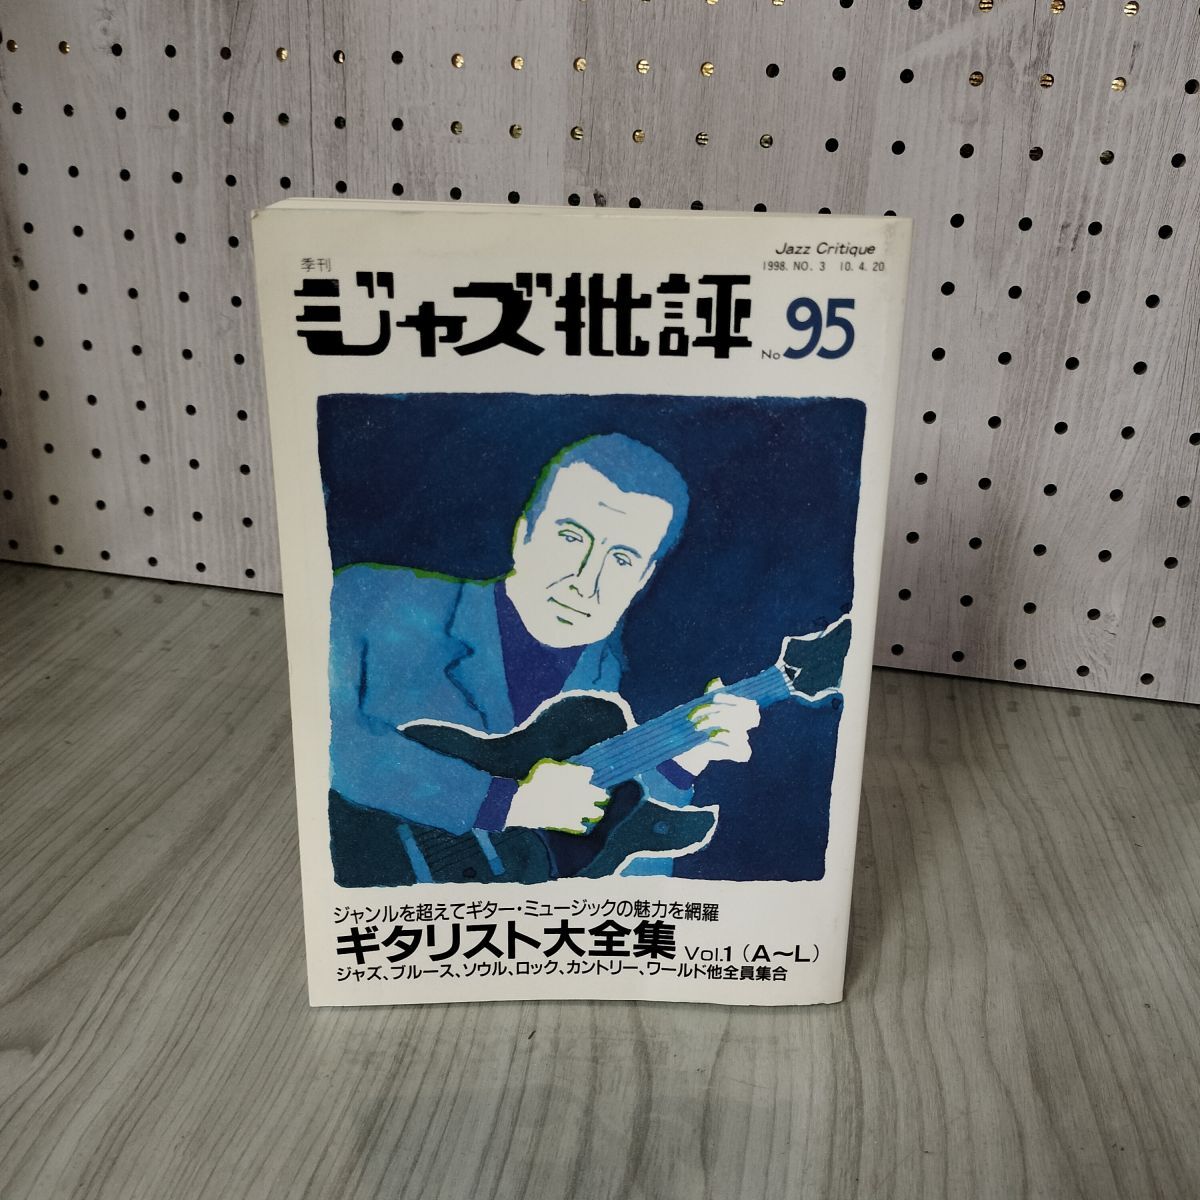 Jazz Critique
1998. NO. 3 10. 4. 20
季刊
ジャズ批評 No 95
ジャンルを超えてギター・ミュージックの魅力を網羅
ギタリスト大全集 Vol.1 (A〜L)
ジャズ、ブルース、ソウル、ロック、カントリー、ワールド他全員集合